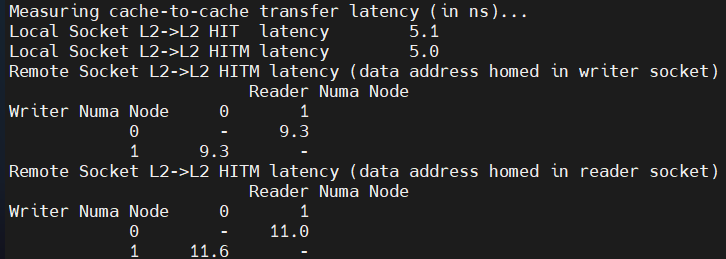 Measuring cache-to-cache transfer latency (in ns)...
Local Socket L2->L2 HIT  latency        5.1
Local Socket L2->L2 HITM latency        5.0
Remote Socket L2->L2 HITM latency (data address homed in writer socket)
                        Reader Numa Node
Writer Numa Node     0       1
            0        -     9.3
            1      9.3       -
Remote Socket L2->L2 HITM latency (data address homed in reader socket)
                        Reader Numa Node
Writer Numa Node     0       1
            0        -    11.0
            1     11.6       -